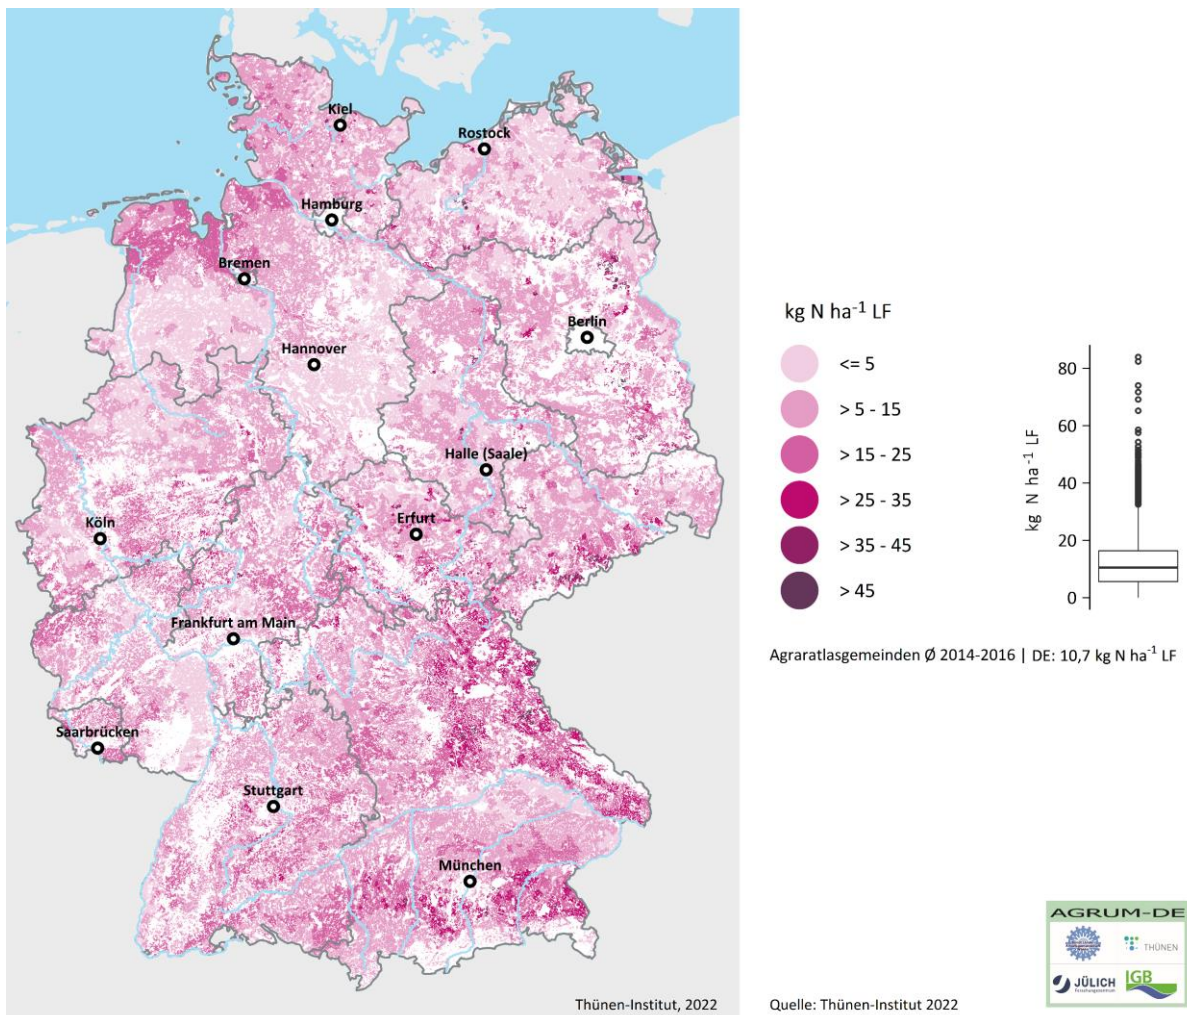 Kiel
Rostock
Hamburg
Bremen
Berlin
Hannover
Halle (Saale)
Köln
Erfurt
Frankfurt am Main
Saarbrücken
Stuttgart
München
Thünen-Institut, 2022
kg N ha⁻¹ LF
<= 5
> 5 - 15
> 15 - 25
> 25 - 35
> 35 - 45
> 45
kg N ha⁻¹ LF
80
60
40
20
0
Agraratlasgemeinden Ø 2014-2016 | DE: 10,7 kg N ha⁻¹ LF
Quelle: Thünen-Institut 2022
AGRUM-DE
THÜNEN
JÜLICH
Forschungszentrum
IGB